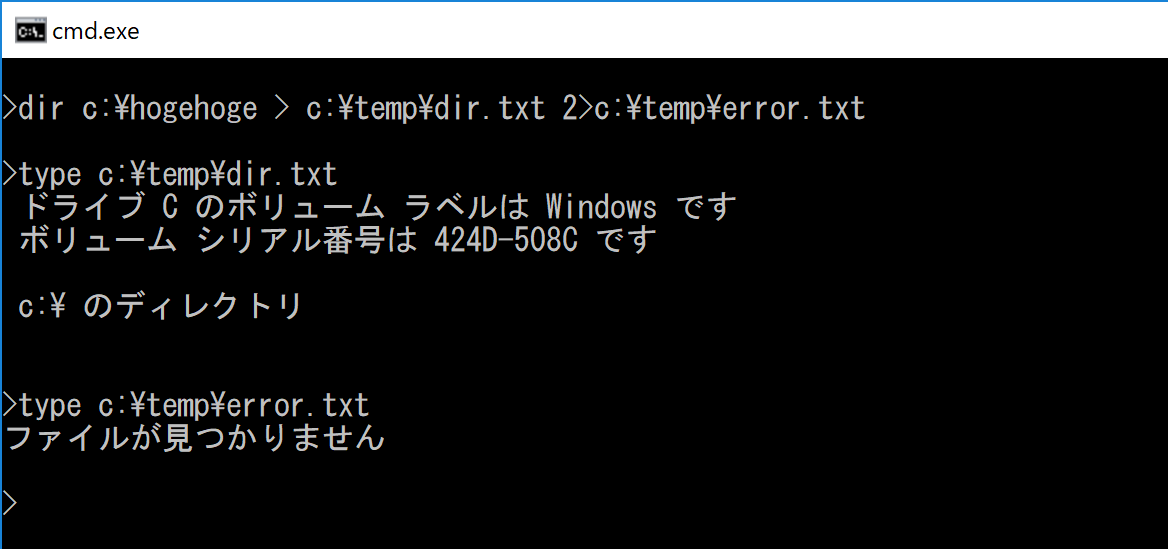 cmd.exe
>dir c:¥hogehoge > c:¥temp¥dir.txt 2>c:¥temp¥error.txt
>type c:¥temp¥dir.txt
ドライブ C のボリューム ラベルは Windows です
ボリューム シリアル番号は 424D-508C です
c:¥ のディレクトリ
>type c:¥temp¥error.txt
ファイルが見つかりません
>